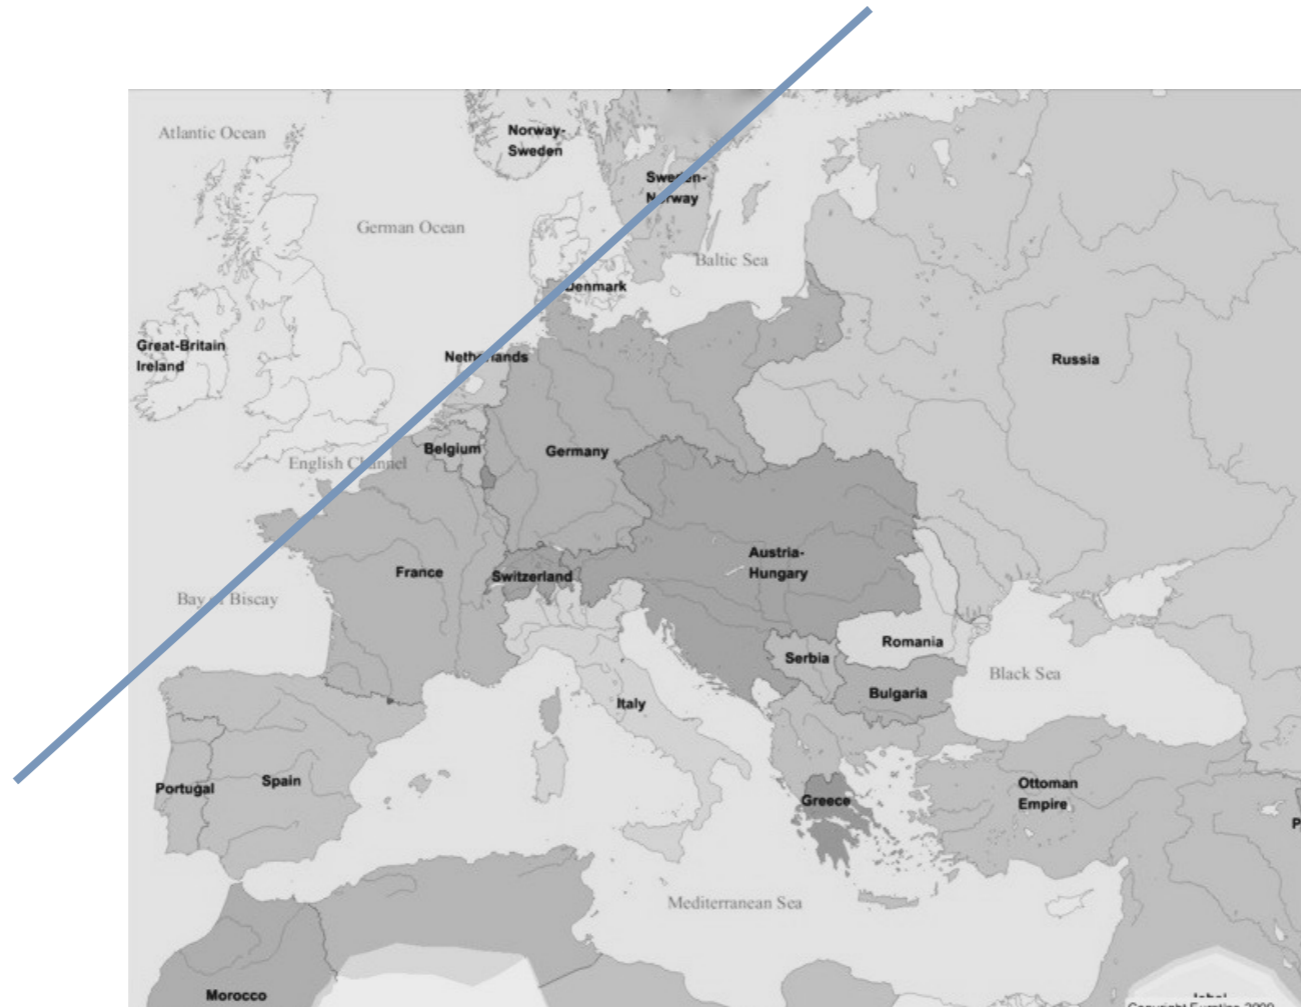 Atlantic Ocean
Norway-
Sweden
Sweden-
Norway
German Ocean
Baltic Sea
Denmark
Great-Britain
Ireland
Netherlands
Russia
Belgium
Germany
English Channel
Austria-
Hungary
France
Switzerland
Bay of Biscay
Romania
Serbia
Black Sea
Bulgaria
Italy
Portugal
Spain
Ottoman
Empire
Greece
Mediterranean Sea
Morocco